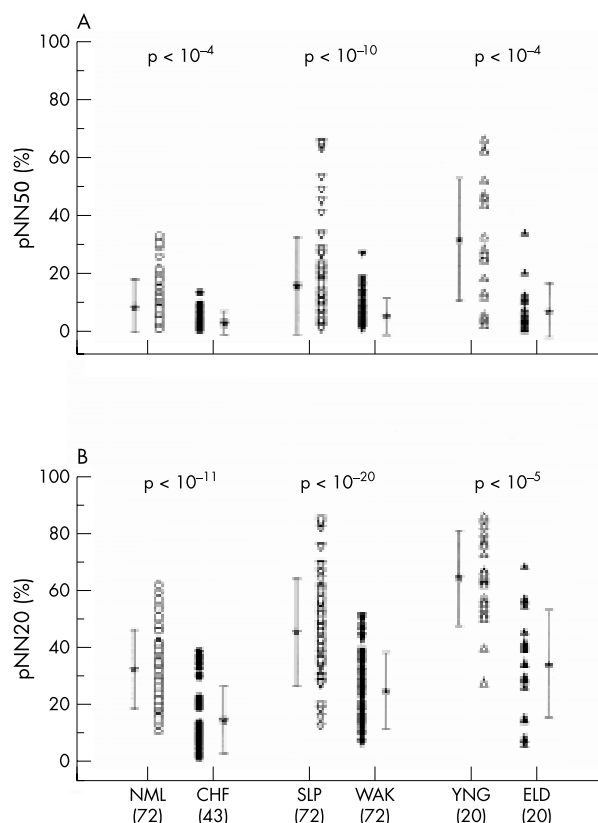 A
100
80
60
40
20
0
pNN50 (%)
p < 10⁻⁴
p < 10⁻¹⁰
p < 10⁻⁴
B
100
80
60
40
20
0
pNN20 (%)
p < 10⁻¹¹
p < 10⁻²⁰
p < 10⁻⁵
NML CHF SLP WAK YNG ELD
(72) (43) (72) (72) (20) (20)